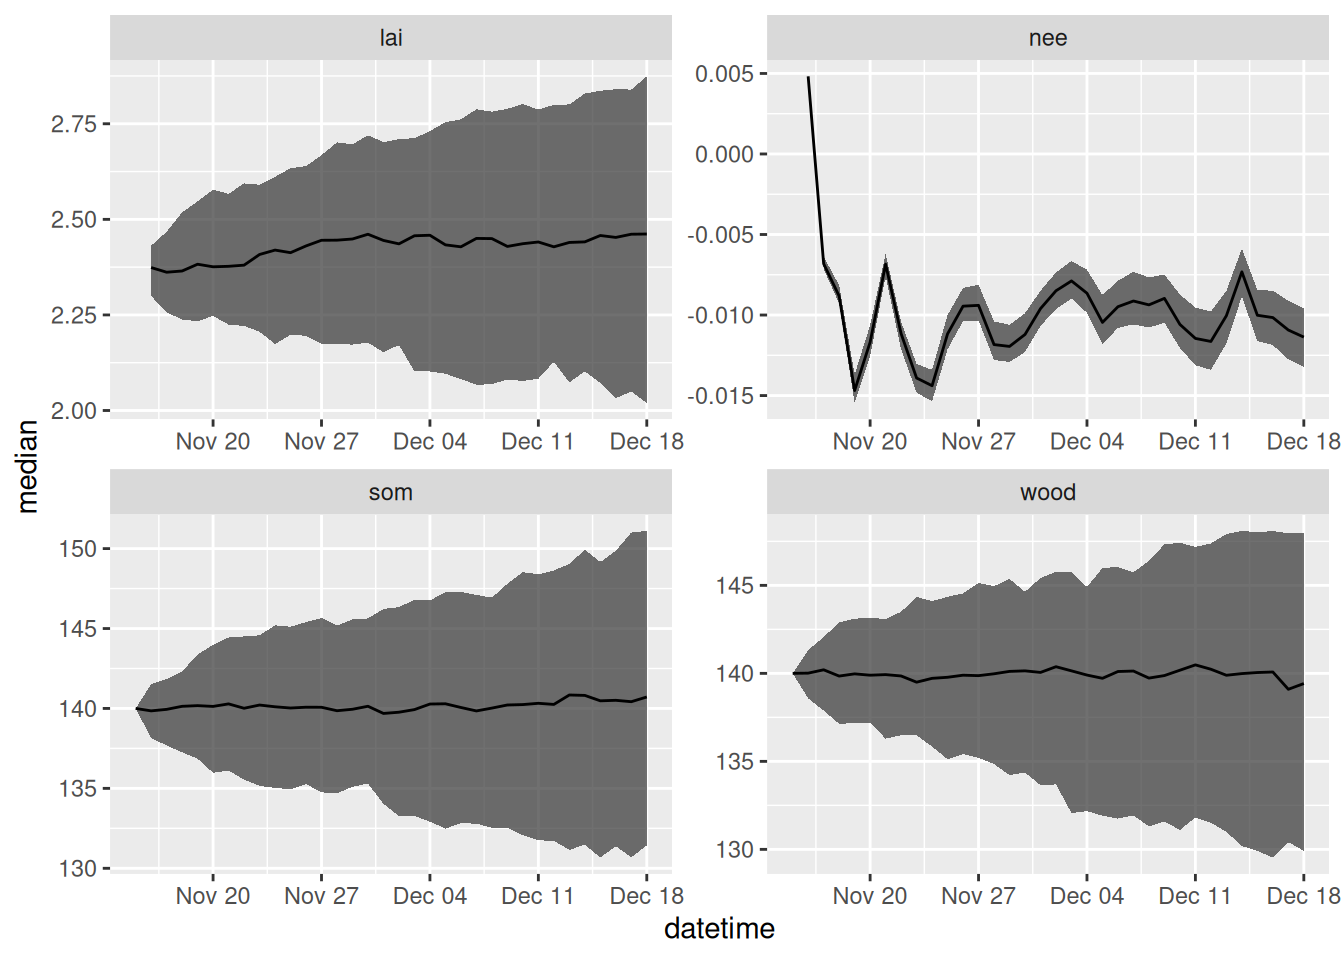 lai
nee
2.75
2.50
2.25
2.00
0.005
0.000
-0.005
-0.010
-0.015
Nov 20 Nov 27 Dec 04 Dec 11 Dec 18
Nov 20 Nov 27 Dec 04 Dec 11 Dec 18
median
som
wood
150
145
140
135
130
145
140
135
130
Nov 20 Nov 27 Dec 04 Dec 11 Dec 18
Nov 20 Nov 27 Dec 04 Dec 11 Dec 18
datetime